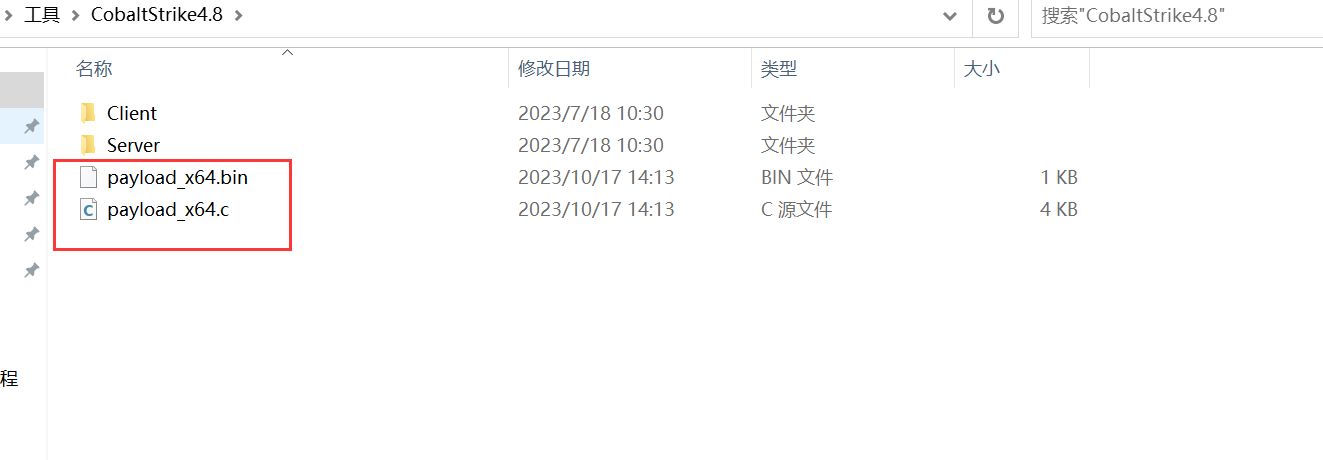 工具 CobaltStrike4.8 搜索"CobaltStrike4.8"
名称 修改日期 类型 大小
Client 2023/7/18 10:30 文件夹
Server 2023/7/18 10:30 文件夹
payload_x64.bin 2023/10/17 14:13 BIN 文件 1 KB
payload_x64.c 2023/10/17 14:13 C 源文件 4 KB
程